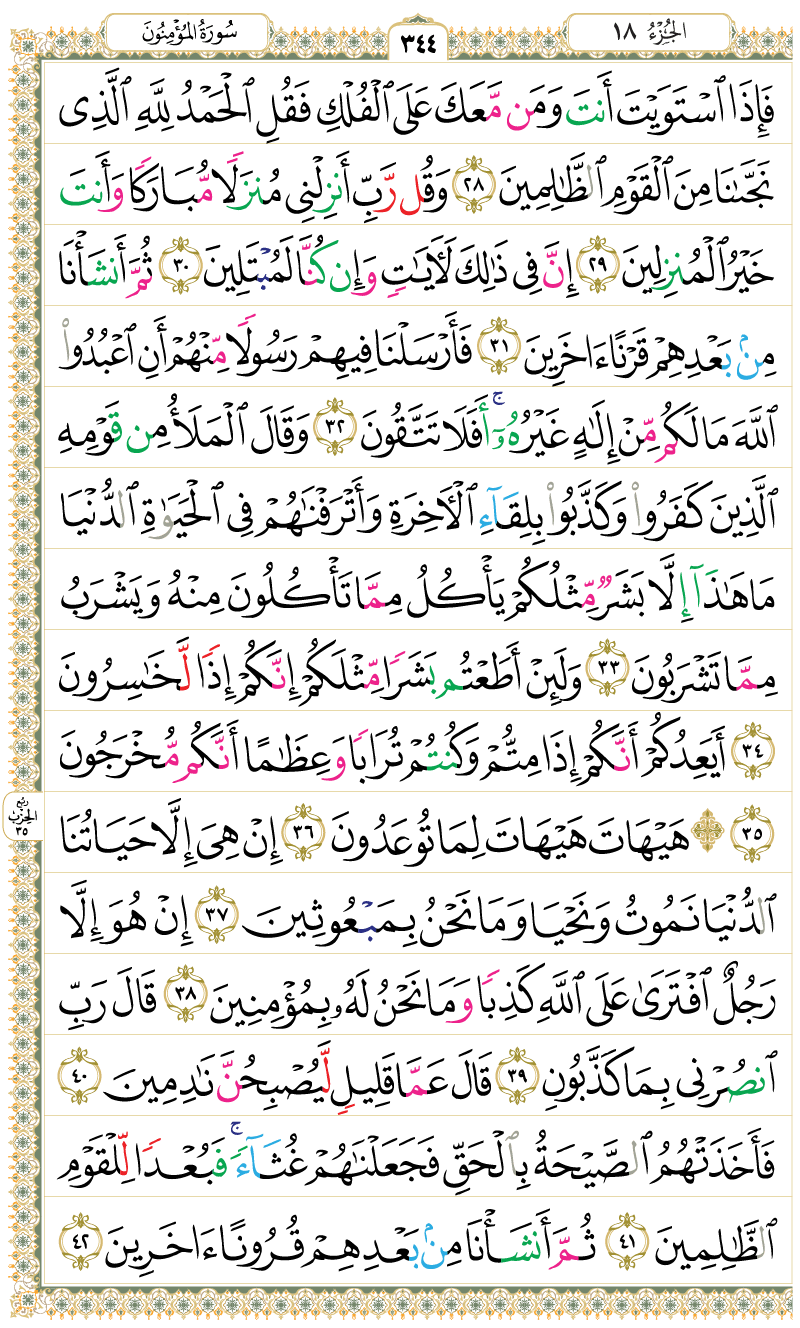 سُورَةُ المُؤْمِنُونَ
٣٤٤
الجُزْءُ ١٨
فَإِذَا ٱسْتَوَيْتَ أَنتَ وَمَن مَّعَكَ عَلَى ٱلْفُلْكِ فَقُلِ ٱلْحَمْدُ لِلَّهِ ٱلَّذِى
نَجَّىٰنَا مِنَ ٱلْقَوْمِ ٱلظَّٰلِمِينَ ٢٨ وَقُل رَّبِّ أَنزِلْنِى مُنزَلًا مُّبَارَكًا وَأَنتَ
خَيْرُ ٱلْمُنزِلِينَ ٢٩ إِنَّ فِى ذَٰلِكَ لَءَايَٰتٍ وَإِن كُنَّا لَمُبْتَلِينَ ٣٠ ثُمَّ أَنشَأْنَا
مِنۢ بَعْدِهِمْ قَرْنًا ءَاخَرِينَ ٣١ فَأَرْسَلْنَا فِيهِمْ رَسُولًا مِّنْهُمْ أَنِ ٱعْبُدُوا۟
ٱللَّهَ مَا لَكُم مِّنْ إِلَٰهٍ غَيْرُهُۥٓ ۚ أَفَلَا تَتَّقُونَ ٣٢ وَقَالَ ٱلْمَلَأُ مِن قَوْمِهِ
ٱلَّذِينَ كَفَرُوا۟ وَكَذَّبُوا۟ بِلِقَآءِ ٱلْءَاخِرَةِ وَأَتْرَفْنَٰهُمْ فِى ٱلْحَيَوٰةِ ٱلدُّنْيَا
مَا هَٰذَآ إِلَّا بَشَرٌ مِّثْلُكُمْ يَأْكُلُ مِمَّا تَأْكُلُونَ مِنْهُ وَيَشْرَبُ
مِمَّا تَشْرَبُونَ ٣٣ وَلَئِنْ أَطَعْتُم بَشَرًا مِّثْلَكُمْ إِنَّكُمْ إِذًا لَّخَٰسِرُونَ
٣٤ أَيَعِدُكُمْ أَنَّكُمْ إِذَا مِتُّمْ وَكُنتُمْ تُرَابًا وَعِظَٰمًا أَنَّكُم مُّخْرَجُونَ
٣٥ ۞ هَيْهَاتَ هَيْهَاتَ لِمَا تُوعَدُونَ ٣٦ إِنْ هِىَ إِلَّا حَيَاتُنَا
ربع الحزب ٣٥
ٱلدُّنْيَا نَمُوتُ وَنَحْيَا وَمَا نَحْنُ بِمَبْعُوثِينَ ٣٧ إِنْ هُوَ إِلَّا
رَجُلٌ ٱفْتَرَىٰ عَلَى ٱللَّهِ كَذِبًا وَمَا نَحْنُ لَهُۥ بِمُؤْمِنِينَ ٣٨ قَالَ رَبِّ
ٱنصُرْنِى بِمَا كَذَّبُونِ ٣٩ قَالَ عَمَّا قَلِيلٍ لَّيُصْبِحُنَّ نَٰدِمِينَ ٤٠
فَأَخَذَتْهُمُ ٱلصَّيْحَةُ بِٱلْحَقِّ فَجَعَلْنَٰهُمْ غُثَآءً ۚ فَبُعْدًا لِّلْقَوْمِ
ٱلظَّٰلِمِينَ ٤١ ثُمَّ أَنشَأْنَا مِنۢ بَعْدِهِمْ قُرُونًا ءَاخَرِينَ ٤٢